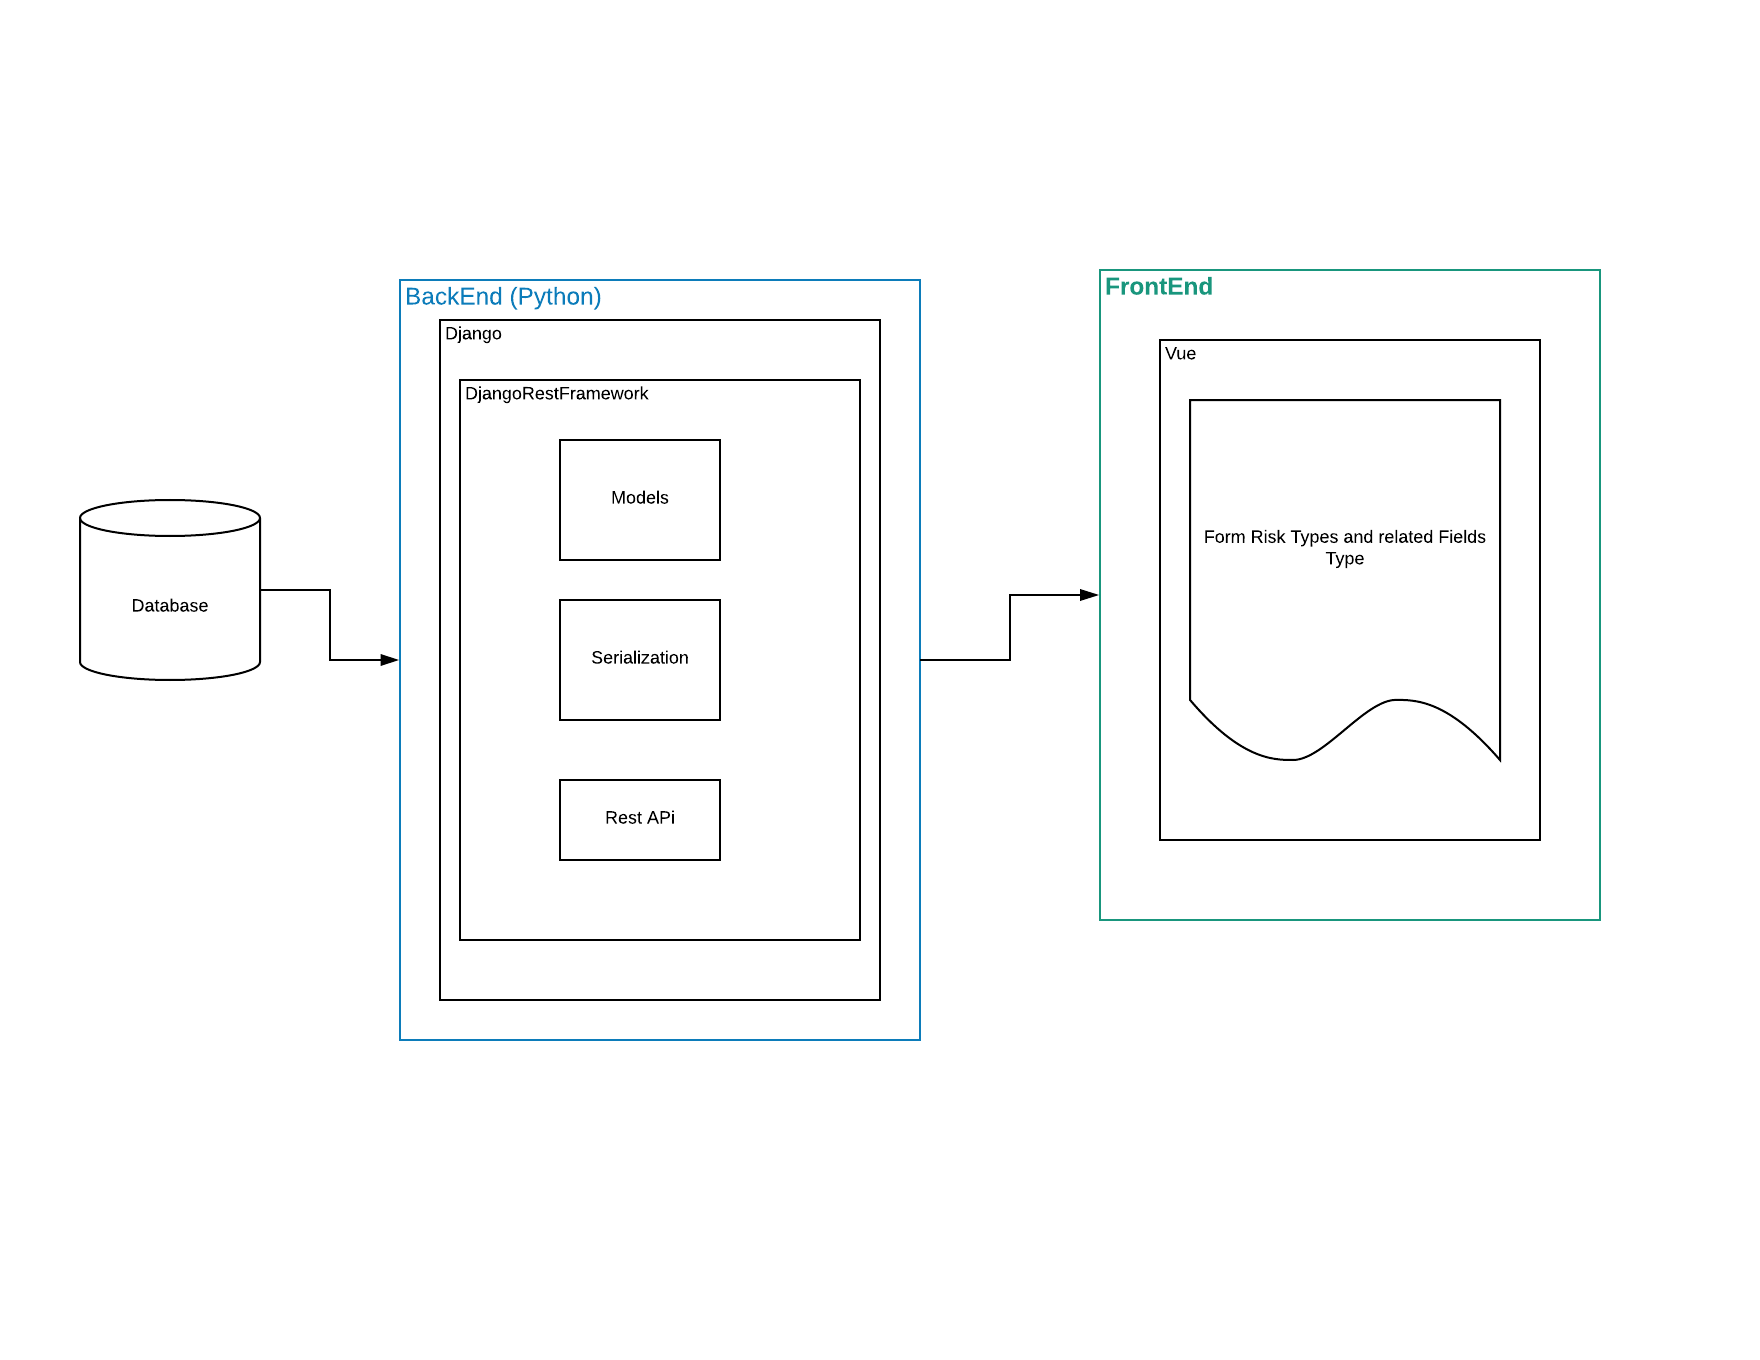 Database
BackEnd (Python)
Django
DjangoRestFramework
Models
Serialization
Rest APi
FrontEnd
Vue
Form Risk Types and related Fields
Type